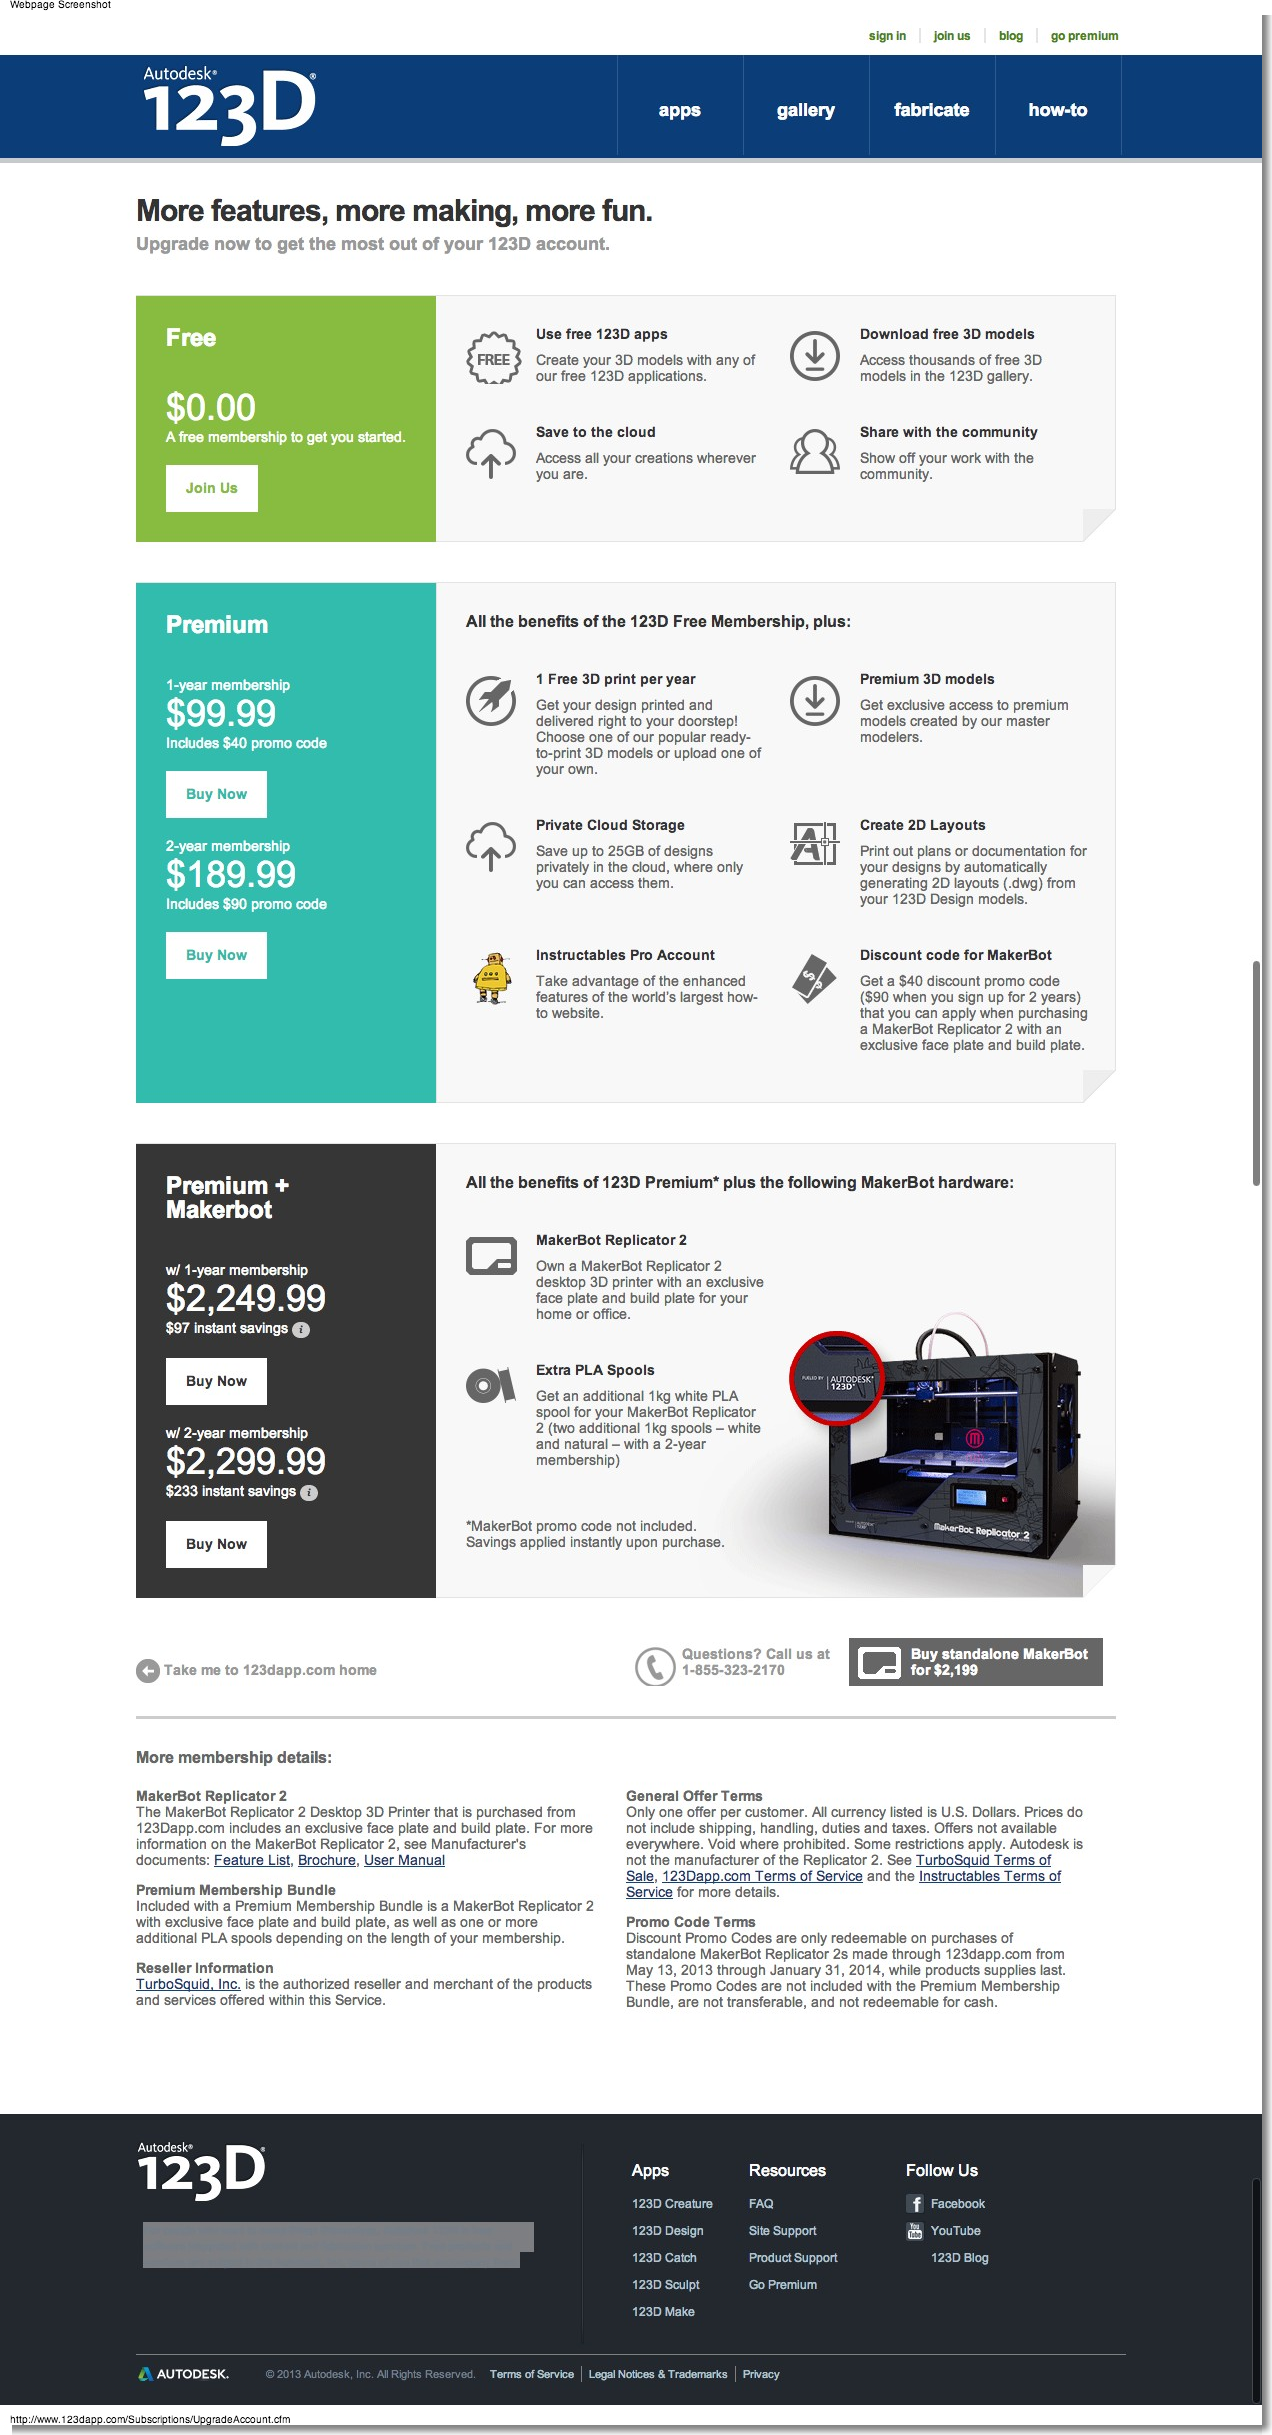 Webpage Screenshot
sign in
join us
blog
go premium
Autodesk®
123D®
apps
gallery
fabricate
how-to
More features, more making, more fun.
Upgrade now to get the most out of your 123D account.
Free
$0.00
A free membership to get you started.
Join Us
FREE
Use free 123D apps
Create your 3D models with any of
our free 123D applications.
Download free 3D models
Access thousands of free 3D
models in the 123D gallery.
Save to the cloud
Access all your creations wherever
you are.
Share with the community
Show off your work with the
community.
Premium
1-year membership
$99.99
Includes $40 promo code
Buy Now
2-year membership
$189.99
Includes $90 promo code
Buy Now
All the benefits of the 123D Free Membership, plus:
1 Free 3D print per year
Get your design printed and
delivered right to your doorstep!
Choose one of our popular ready-
to-print 3D models or upload one of
your own.
Premium 3D models
Get exclusive access to premium
models created by our master
modelers.
Private Cloud Storage
Save up to 25GB of designs
privately in the cloud, where only
you can access them.
Create 2D Layouts
Print out plans or documentation for
your designs by automatically
generating 2D layouts (.dwg) from
your 123D Design models.
Instructables Pro Account
Take advantage of the enhanced
features of the world's largest how-
to website.
Discount code for MakerBot
Get a $40 discount promo code
($90 when you sign up for 2 years)
that you can apply when purchasing
a MakerBot Replicator 2 with an
exclusive face plate and build plate.
Premium +
Makerbot
w/ 1-year membership
$2,249.99
$97 instant savings i
Buy Now
w/ 2-year membership
$2,299.99
$233 instant savings i
Buy Now
All the benefits of 123D Premium* plus the following MakerBot hardware:
MakerBot Replicator 2
Own a MakerBot Replicator 2
desktop 3D printer with an exclusive
face plate and build plate for your
home or office.
Extra PLA Spools
Get an additional 1kg white PLA
spool for your MakerBot Replicator
2 (two additional 1kg spools – white
and natural – with a 2-year
membership)
*MakerBot promo code not included.
Savings applied instantly upon purchase.
FUELED BY
AUTODESK®
123D®
MakerBot Replicator 2
Take me to 123dapp.com home
Questions? Call us at
1-855-323-2170
Buy standalone MakerBot
for $2,199
More membership details:
MakerBot Replicator 2
The MakerBot Replicator 2 Desktop 3D Printer that is purchased from
123Dapp.com includes an exclusive face plate and build plate. For more
information on the MakerBot Replicator 2, see Manufacturer's
documents: Feature List, Brochure, User Manual
Premium Membership Bundle
Included with a Premium Membership Bundle is a MakerBot Replicator 2
with exclusive face plate and build plate, as well as one or more
additional PLA spools depending on the length of your membership.
Reseller Information
TurboSquid, Inc. is the authorized reseller and merchant of the products
and services offered within this Service.
General Offer Terms
Only one offer per customer. All currency listed is U.S. Dollars. Prices do
not include shipping, handling, duties and taxes. Offers not available
everywhere. Void where prohibited. Some restrictions apply. Autodesk is
not the manufacturer of the Replicator 2. See TurboSquid Terms of
Sale, 123Dapp.com Terms of Service and the Instructables Terms of
Service for more details.
Promo Code Terms
Discount Promo Codes are only redeemable on purchases of
standalone MakerBot Replicator 2s made through 123dapp.com from
May 13, 2013 through January 31, 2014, while products supplies last.
These Promo Codes are not included with the Premium Membership
Bundle, are not transferable, and not redeemable for cash.
Autodesk®
123D®
Apps
123D Creature
123D Design
123D Catch
123D Sculpt
123D Make
Resources
FAQ
Site Support
Product Support
Go Premium
Follow Us
Facebook
YouTube
123D Blog
AUTODESK.
© 2013 Autodesk, Inc. All Rights Reserved.
Terms of Service
Legal Notices & Trademarks
Privacy
http://www.123dapp.com/Subscriptions/UpgradeAccount.cfm